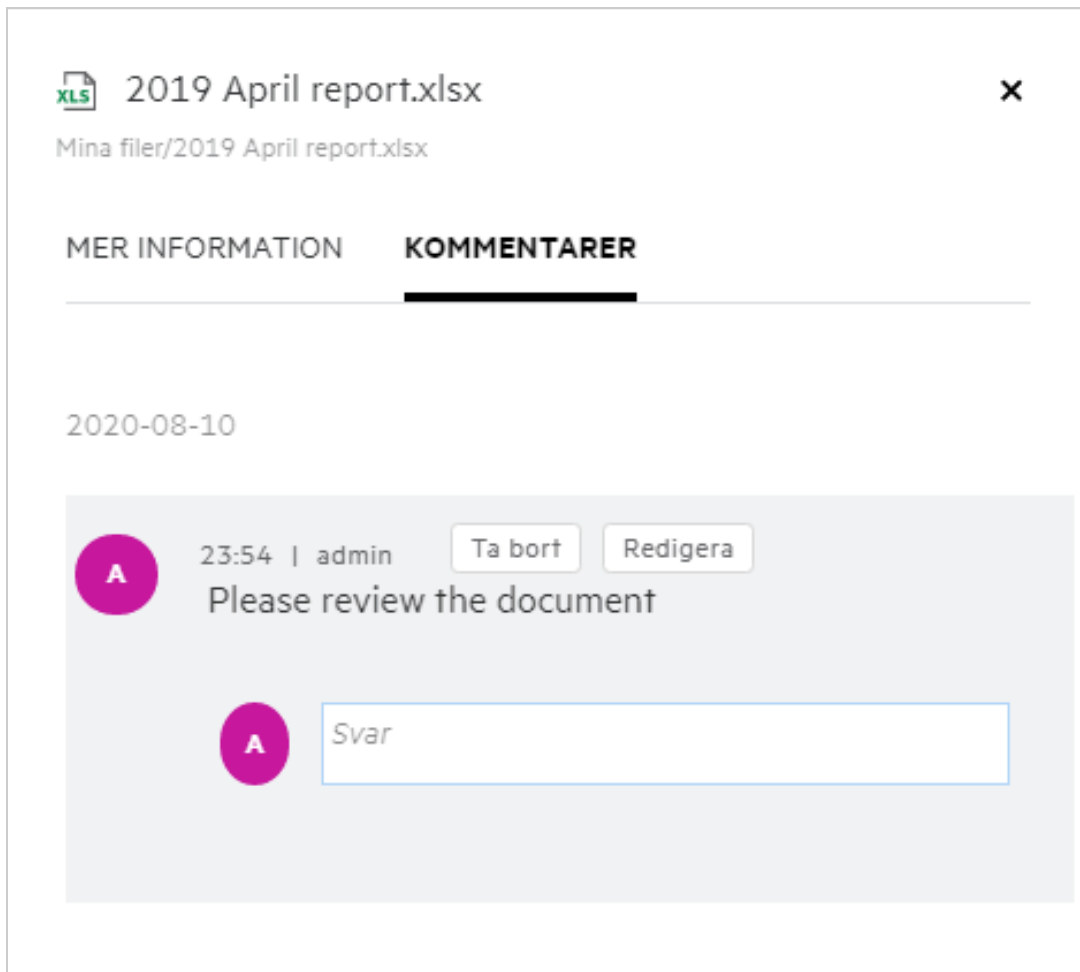 XLS 2019 April report.xlsx
Mina filer/2019 April report.xlsx
MER INFORMATION KOMMENTARER
2020-08-10
A 23:54 | admin Ta bort Redigera
Please review the document
A Svar